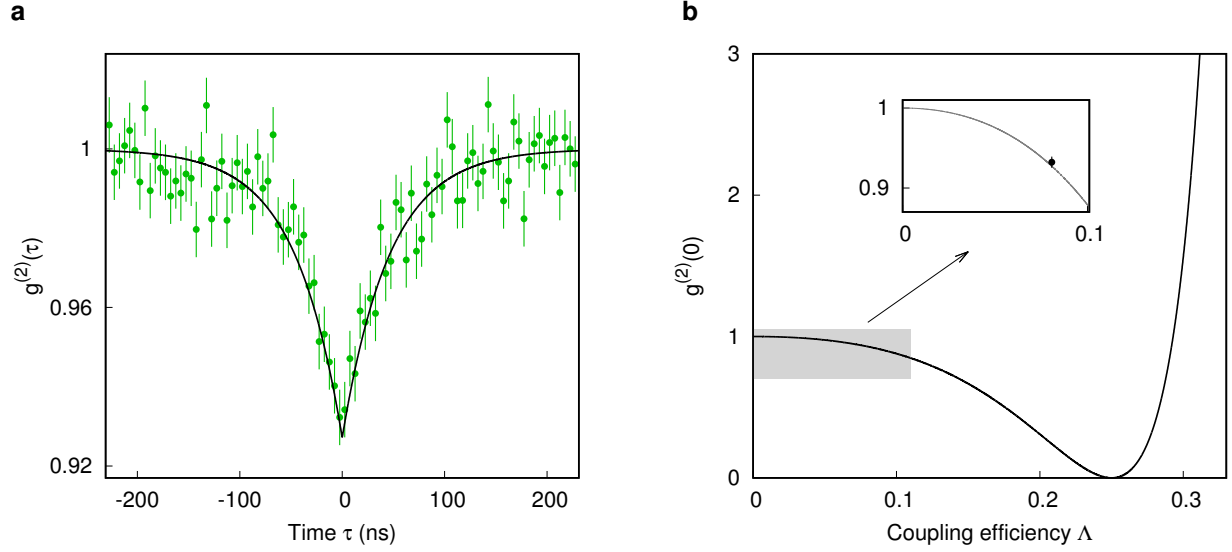 a
1
0.96
0.92
g⁽²⁾(τ)
-200 -100 0 100 200
Time τ (ns)
b
3
2
1
0
g⁽²⁾(0)
1
0.9
0 0.1
0 0.1 0.2 0.3
Coupling efficiency Λ